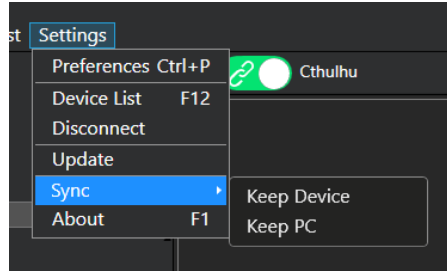 st Settings
Preferences Ctrl+P
Cthulhu
Device List F12
Disconnect
Update
Sync
Keep Device
About F1
Keep PC